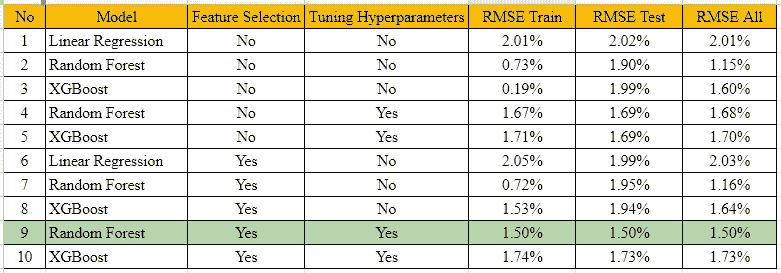 No Model Feature Selection Tuning Hyperparameters RMSE Train RMSE Test RMSE All
1 Linear Regression No No 2.01% 2.02% 2.01%
2 Random Forest No No 0.73% 1.90% 1.15%
3 XGBoost No No 0.19% 1.99% 1.60%
4 Random Forest No Yes 1.67% 1.69% 1.68%
5 XGBoost No Yes 1.71% 1.69% 1.70%
6 Linear Regression Yes No 2.05% 1.99% 2.03%
7 Random Forest Yes No 0.72% 1.95% 1.16%
8 XGBoost Yes No 1.53% 1.94% 1.64%
9 Random Forest Yes Yes 1.50% 1.50% 1.50%
10 XGBoost Yes Yes 1.74% 1.73% 1.73%